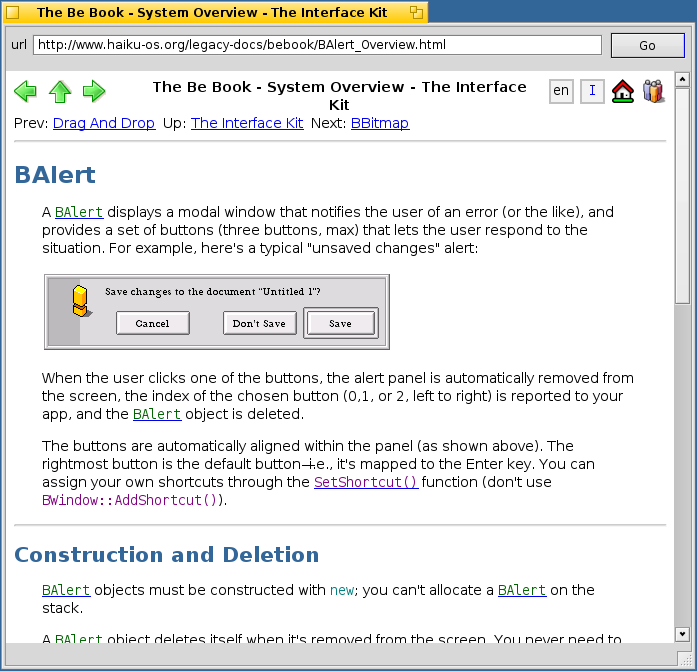 The Be Book - System Overview - The Interface Kit
url http://www.haiku-os.org/legacy-docs/bebook/BAlert_Overview.html Go
The Be Book - System Overview - The Interface
Kit
en I
Prev: Drag And Drop Up: The Interface Kit Next: BBitmap
BAlert
A BAlert displays a modal window that notifies the user of an error (or the like), and
provides a set of buttons (three buttons, max) that lets the user respond to the
situation. For example, here's a typical "unsaved changes" alert:
Save changes to the document "Untitled 1"?
Cancel Don't Save Save
When the user clicks one of the buttons, the alert panel is automatically removed from
the screen, the index of the chosen button (0,1, or 2, left to right) is reported to your
app, and the BAlert object is deleted.
The buttons are automatically aligned within the panel (as shown above). The
rightmost button is the default button—i.e., it's mapped to the Enter key. You can
assign your own shortcuts through the SetShortcut() function (don't use
BWindow::AddShortcut()).
Construction and Deletion
BAlert objects must be constructed with new; you can't allocate a BAlert on the
stack.
A BAlert object deletes itself when it's removed from the screen. You never need to